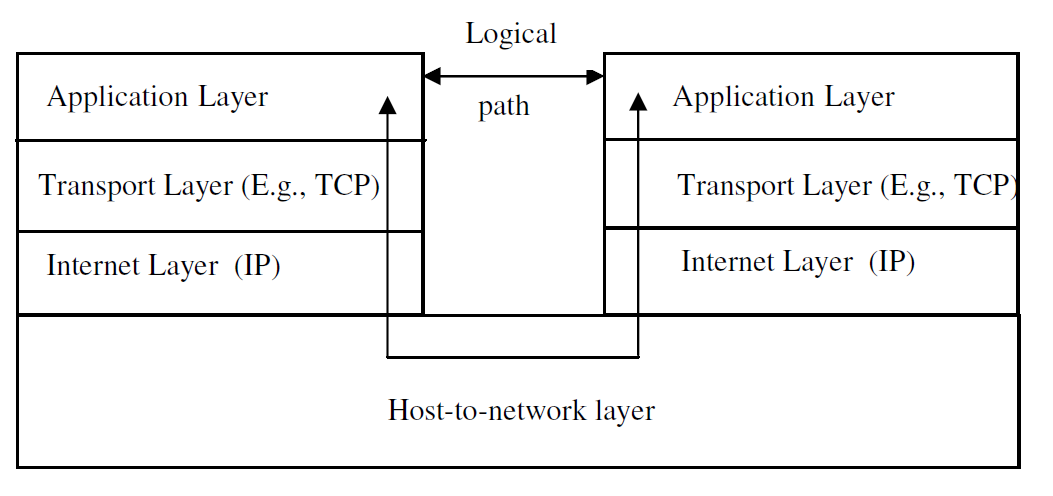 Logical
path
Application Layer
Transport Layer (E.g., TCP)
Internet Layer (IP)
Application Layer
Transport Layer (E.g., TCP)
Internet Layer (IP)
Host-to-network layer